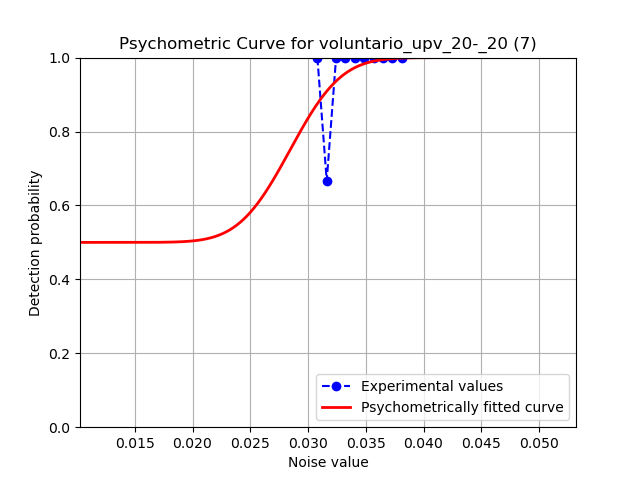 Psychometric Curve for voluntario_upv_20-_20 (7)
1.0
0.8
0.6
0.4
0.2
0.0
Detection probability
0.015 0.020 0.025 0.030 0.035 0.040 0.045 0.050
Noise value
Experimental values
Psychometrically fitted curve